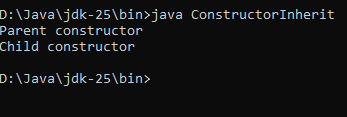 D:\Java\jdk-25\bin>java ConstructorInherit
Parent constructor
Child constructor
D:\Java\jdk-25\bin>